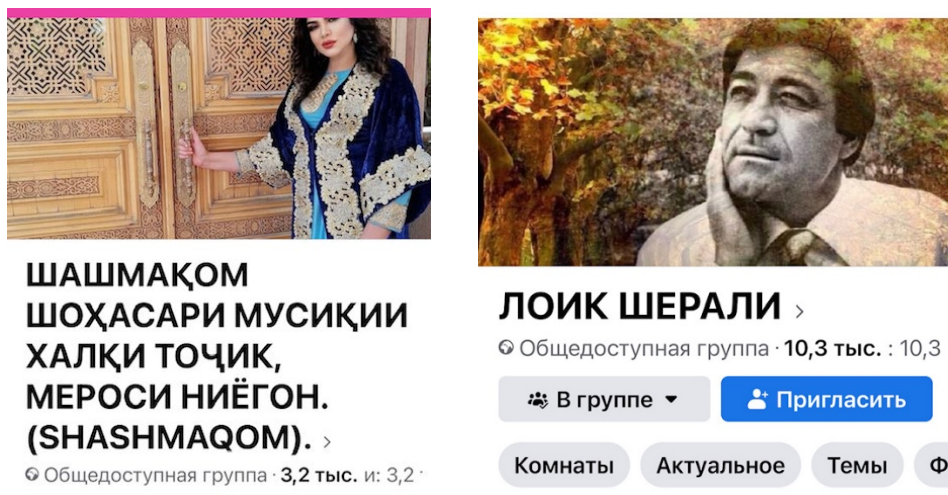 ШАШМАҚОМ
ШОҲАСАРИ МУСИҚИИ
ХАЛҚИ ТОҶИК,
МЕРОСИ НИЁГОН.
(SHASHMAQOM). ›
Общедоступная группа · 3,2 тыс. и: 3,2
ЛОИК ШЕРАЛИ ›
Общедоступная группа · 10,3 тыс. : 10,3
В группе
Пригласить
Комнаты Актуальное Темы Ф